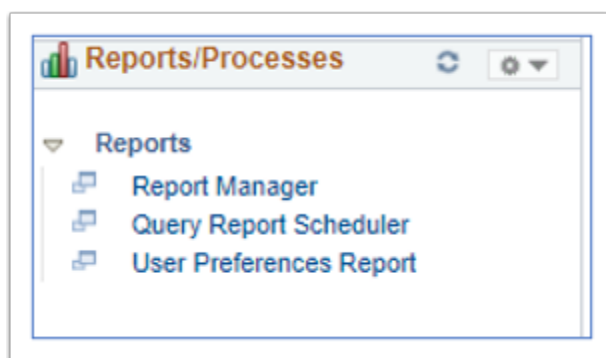 Reports/Processes
Reports
Report Manager
Query Report Scheduler
User Preferences Report